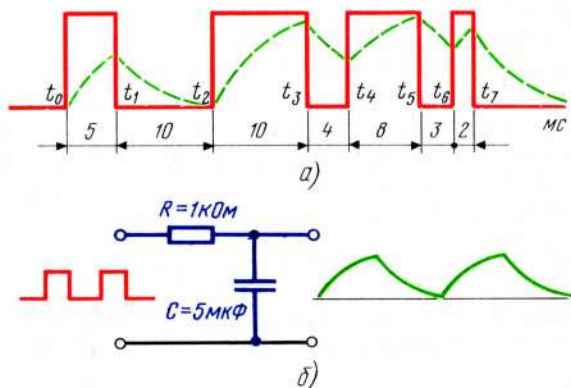 t₀ t₁ t₂ t₃ t₄ t₅ t₆ t₇
5 10 10 4 8 3 2 мс
а)
R=1кОм
C=5мкФ
б)